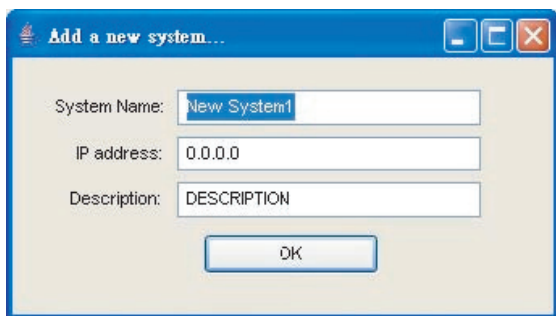 Add a new system...
System Name: New System1
IP address: 0.0.0.0
Description: DESCRIPTION
OK